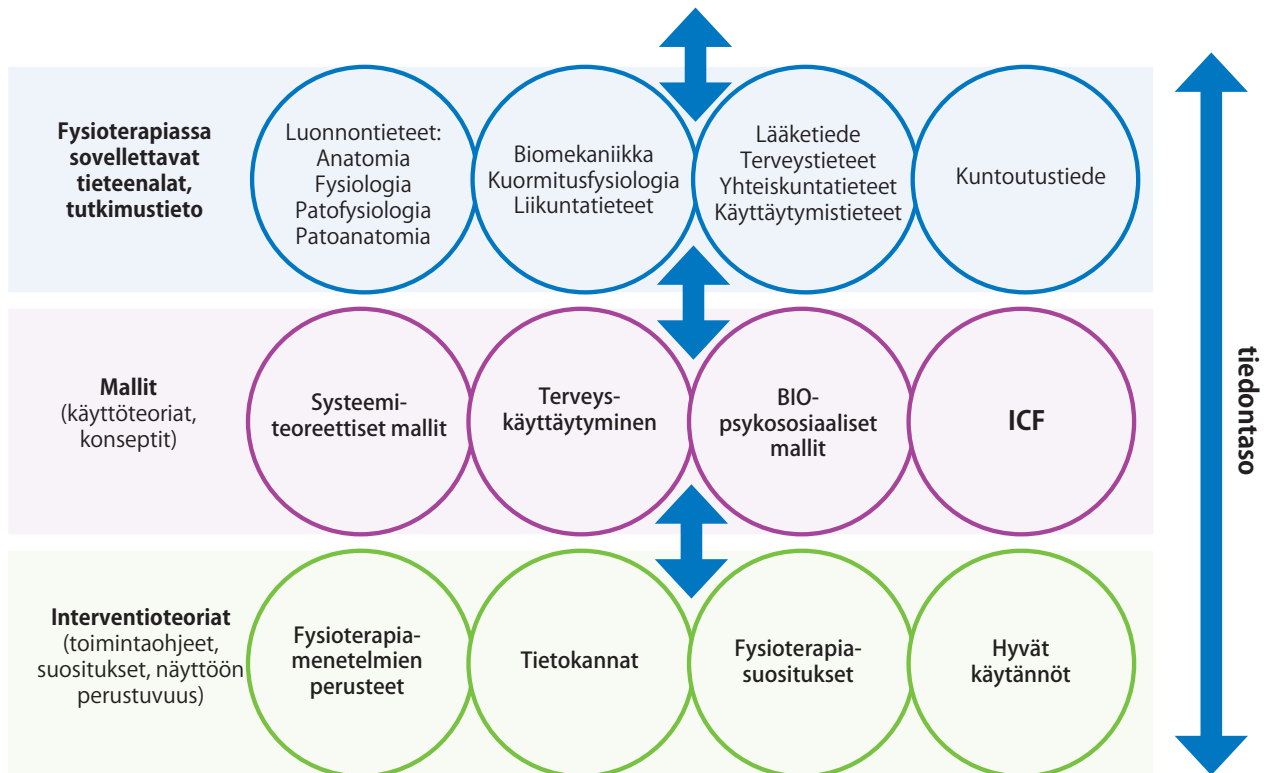 Fysioterapiassa
sovellettavat
tieteenalat,
tutkimustieto
Luonnontieteet:
Anatomia
Fysiologia
Patofysiologia
Patoanatomia
Biomekaniikka
Kuormitusfysiologia
Liikuntatieteet
Lääketiede
Terveystieteet
Yhteiskuntatieteet
Käyttäytymistieteet
Kuntoutustiede
Mallit
(käyttöteoriat,
konseptit)
Systeemi-
teoreettiset mallit
Terveys-
käyttäytyminen
BIO-
psykososiaaliset
mallit
ICF
Interventioteoriat
(toimintaohjeet,
suositukset, näyttöön
perustuvuus)
Fysioterapia-
menetelmien
perusteet
Tietokannat
Fysioterapia-
suositukset
Hyvät
käytännöt
tiedontaso